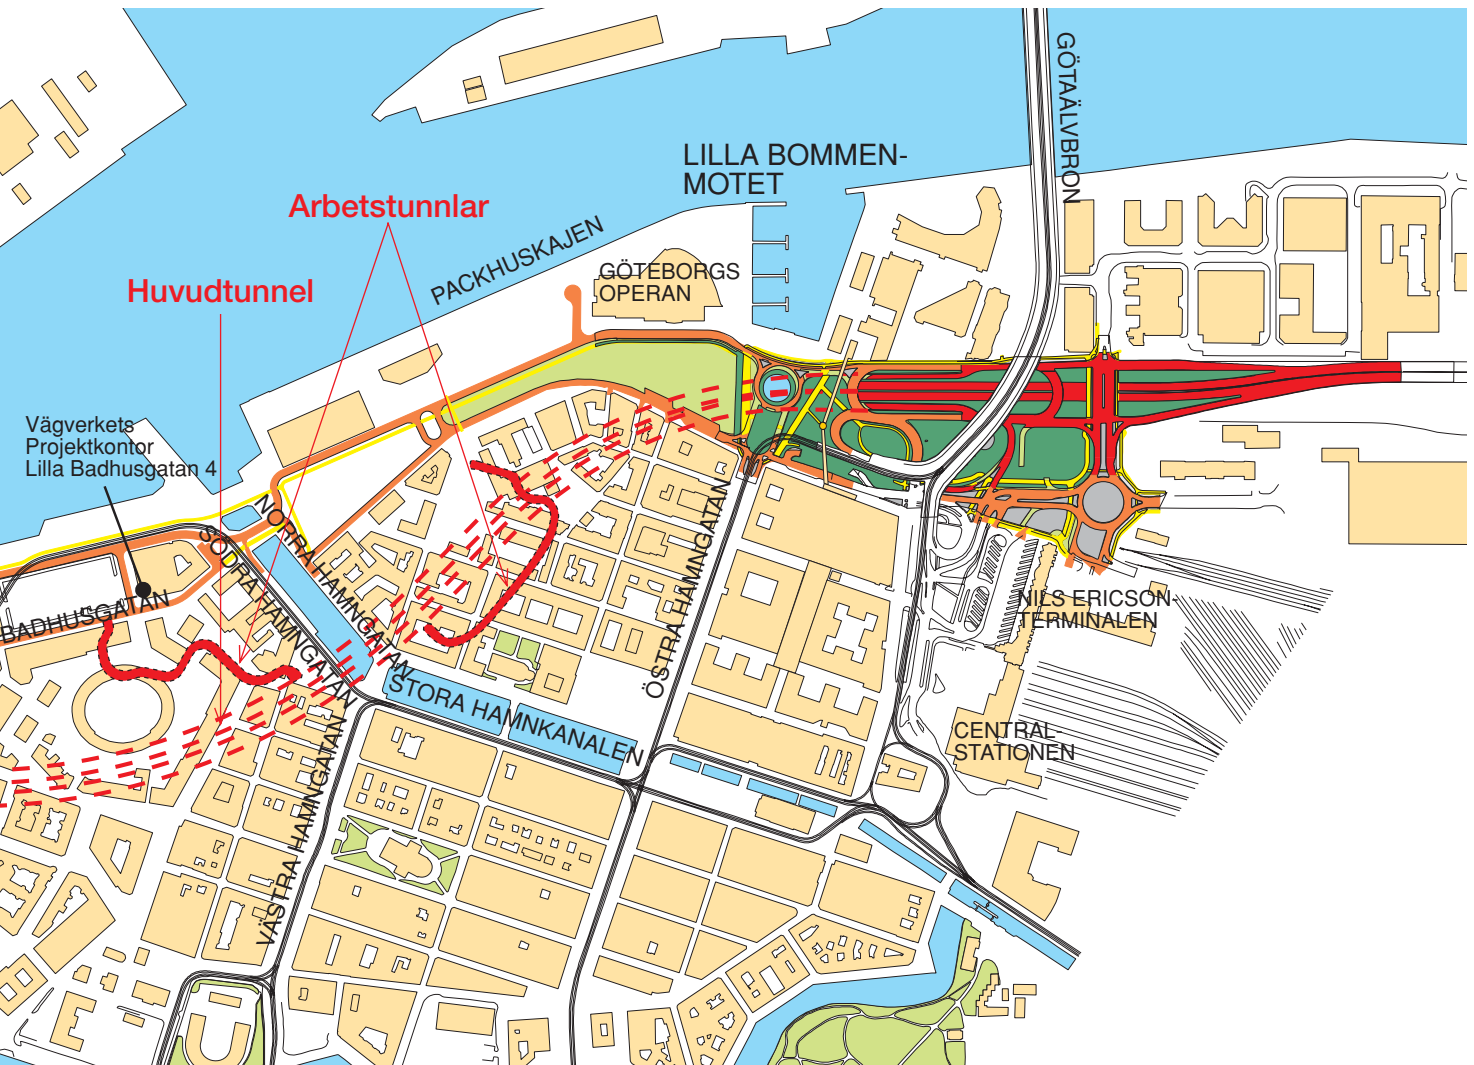 GÖTAÄLVBRON
LILLA BOMMEN-
MOTET
Arbetstunnlar
PACKHUSKAJEN
GÖTEBORGS
OPERAN
Huvudtunnel
Vägverkets
Projektkontor
Lilla Badhusgatan 4
NORRA HAMNGATAN
SÖDRA HAMNGATAN
BADHUSGATAN
ÖSTRA HAMNGATAN
NILS ERICSON-
TERMINALEN
STORA HAMNKANALEN
VÄSTRA HAMNGATAN
CENTRAL-
STATIONEN